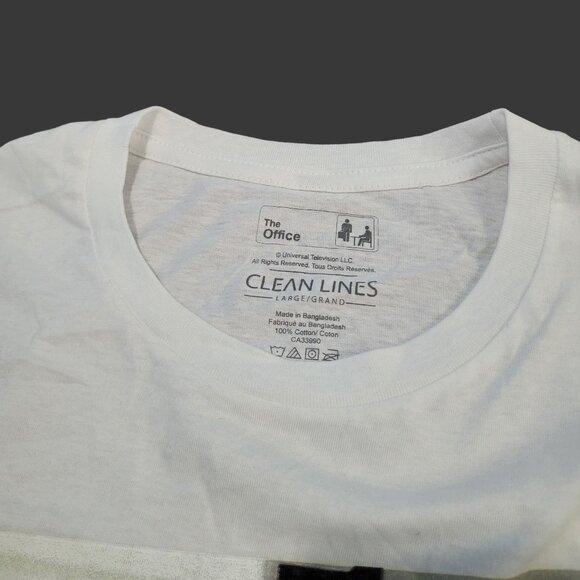 The
Office
© Universal Television LLC.
All Rights Reserved. Tous Droits Réservés.
CLEAN LINES
LARGE/GRAND
Made in Bangladesh
Fabriqué au Bangladesh
100% Cotton/ Coton
CA33990